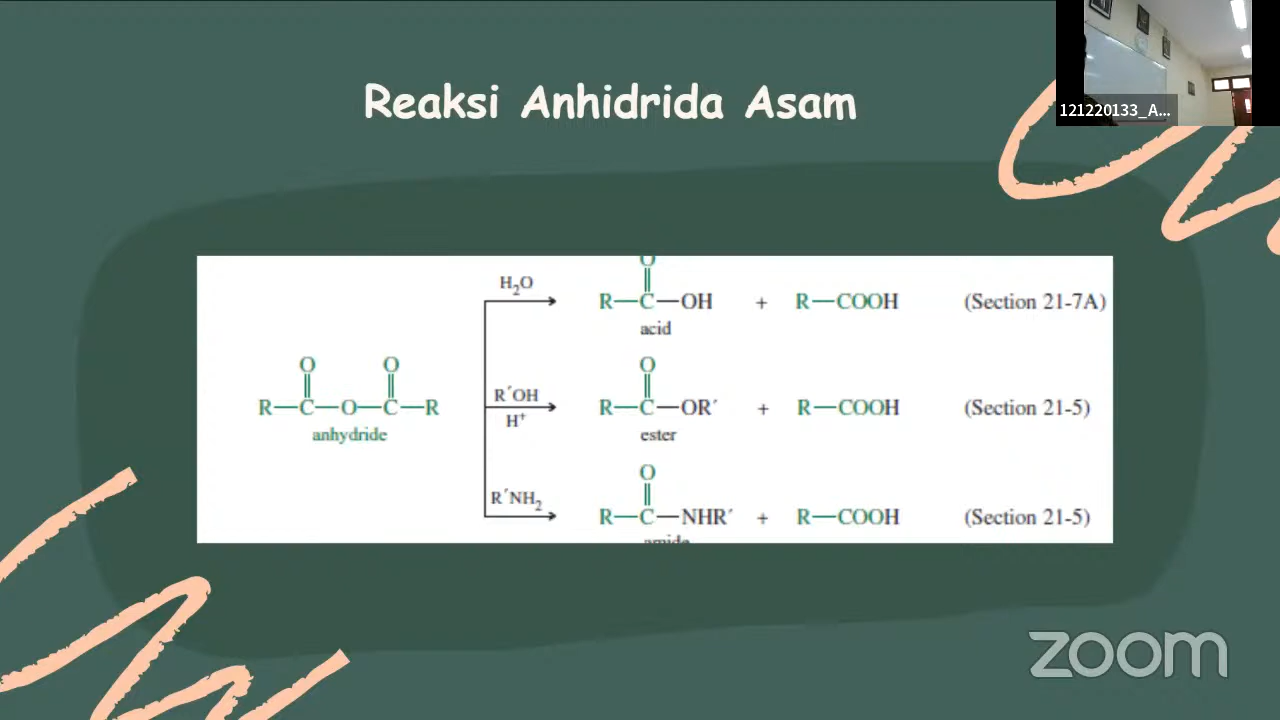 Reaksi Anhidrida Asam
121220133_A...
H₂O
O
R—C—OH + R—COOH (Section 21-7A)
acid
O O
R—C—O—C—R
anhydride
R´OH
H⁺
O
R—C—OR´ + R—COOH (Section 21-5)
ester
R´NH₂
O
R—C—NHR´ + R—COOH (Section 21-5)
amide
zoom